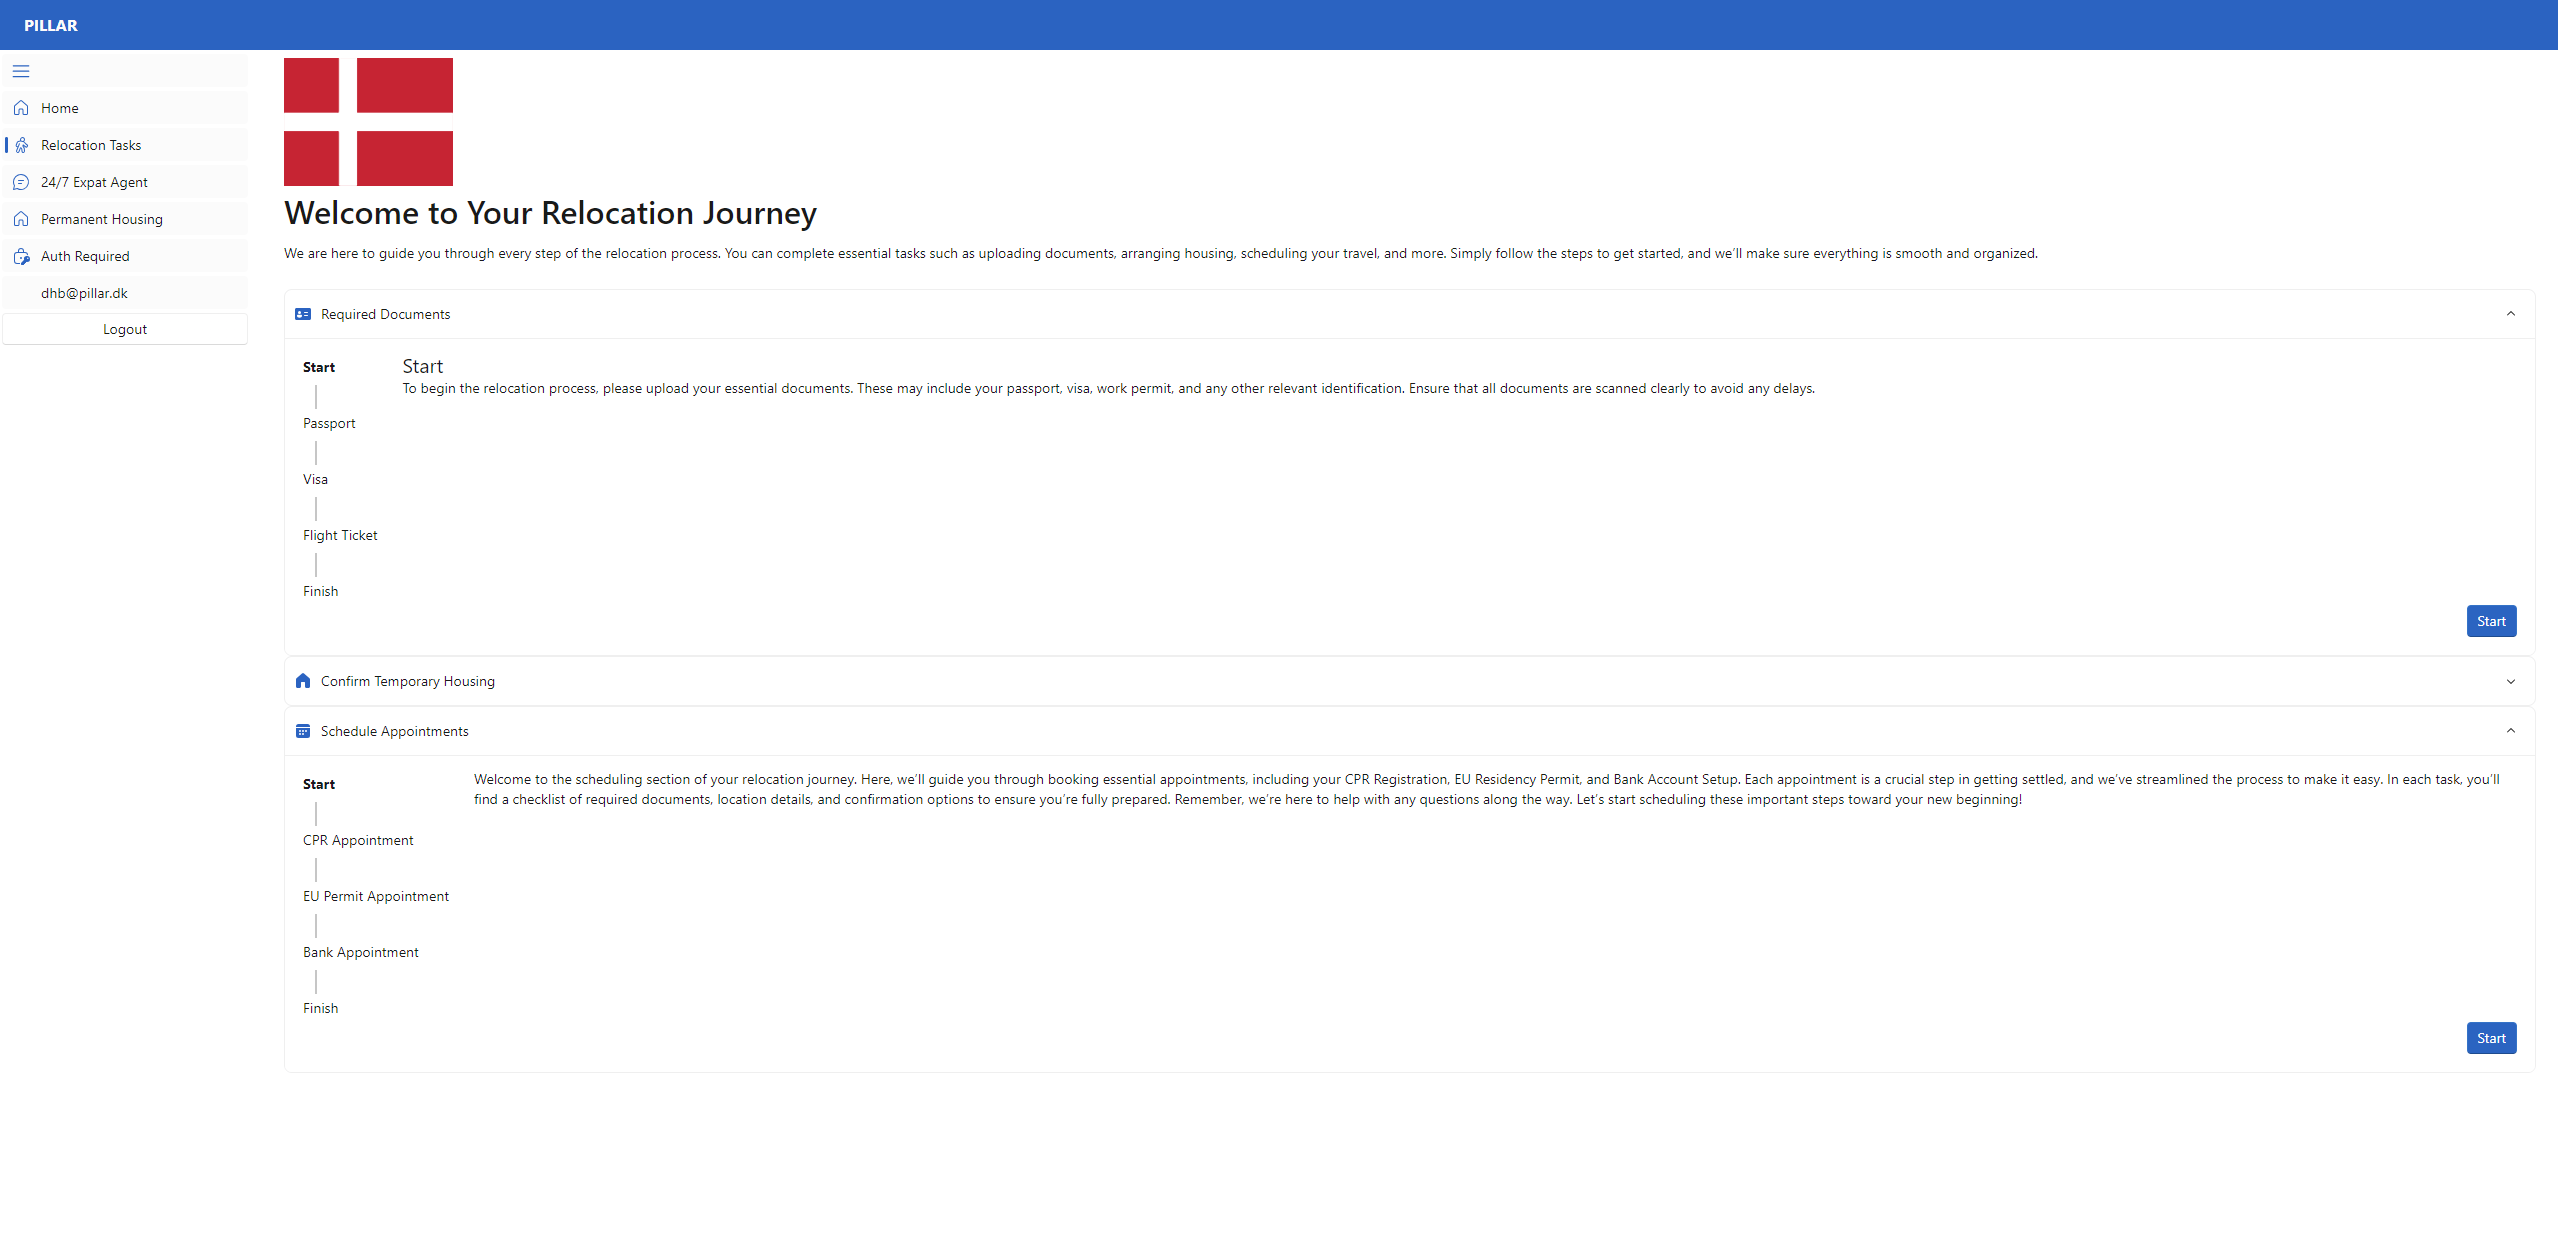 PILLAR
Home
Relocation Tasks
24/7 Expat Agent
Permanent Housing
Auth Required
dhb@pillar.dk
Logout
Welcome to Your Relocation Journey
We are here to guide you through every step of the relocation process. You can complete essential tasks such as uploading documents, arranging housing, scheduling your travel, and more. Simply follow the steps to get started, and we'll make sure everything is smooth and organized.
Required Documents
Start
Passport
Visa
Flight Ticket
Finish
Start
To begin the relocation process, please upload your essential documents. These may include your passport, visa, work permit, and any other relevant identification. Ensure that all documents are scanned clearly to avoid any delays.
Start
Confirm Temporary Housing
Schedule Appointments
Start
CPR Appointment
EU Permit Appointment
Bank Appointment
Finish
Welcome to the scheduling section of your relocation journey. Here, we'll guide you through booking essential appointments, including your CPR Registration, EU Residency Permit, and Bank Account Setup. Each appointment is a crucial step in getting settled, and we've streamlined the process to make it easy. In each task, you'll
find a checklist of required documents, location details, and confirmation options to ensure you're fully prepared. Remember, we're here to help with any questions along the way. Let's start scheduling these important steps toward your new beginning!
Start